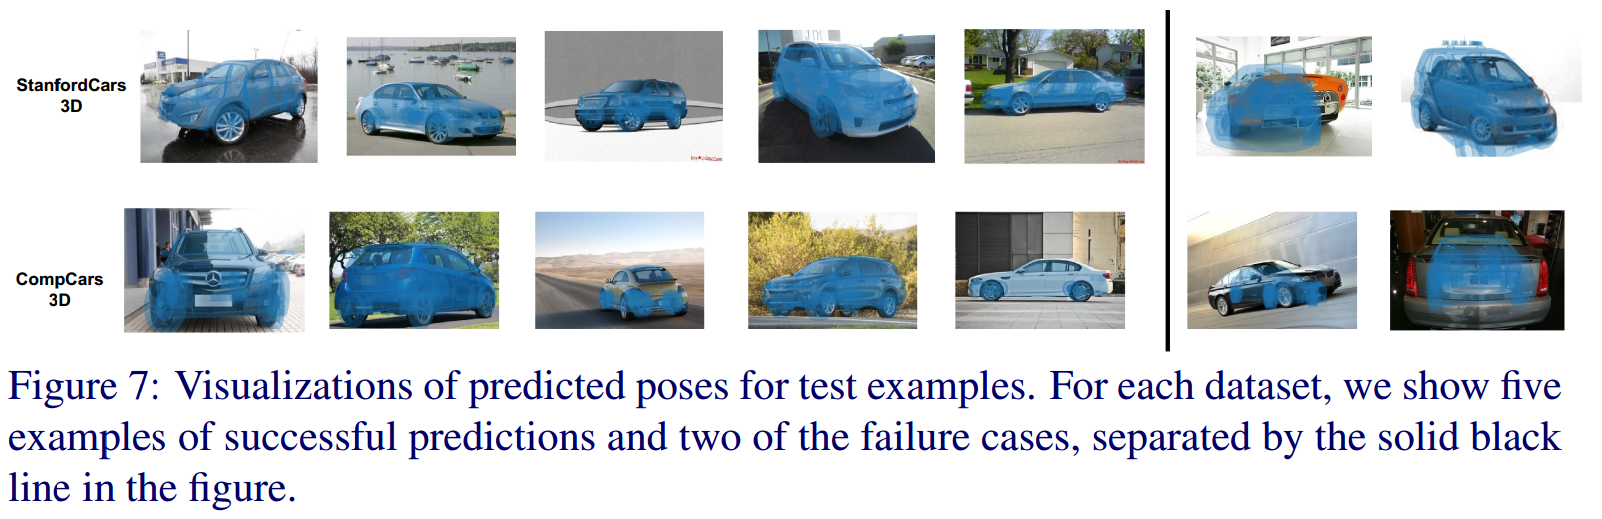 StanfordCars
3D
CompCars
3D
Figure 7: Visualizations of predicted poses for test examples. For each dataset, we show five
examples of successful predictions and two of the failure cases, separated by the solid black
line in the figure.